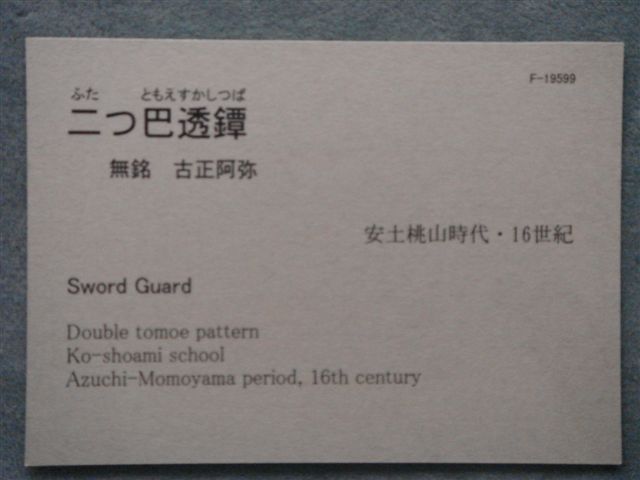 F-19599
ふた ともえすかしつば
二つ巴透鐔
無銘 古正阿弥
安土桃山時代・16世紀
Sword Guard
Double tomoe pattern
Ko-shoami school
Azuchi-Momoyama period, 16th century